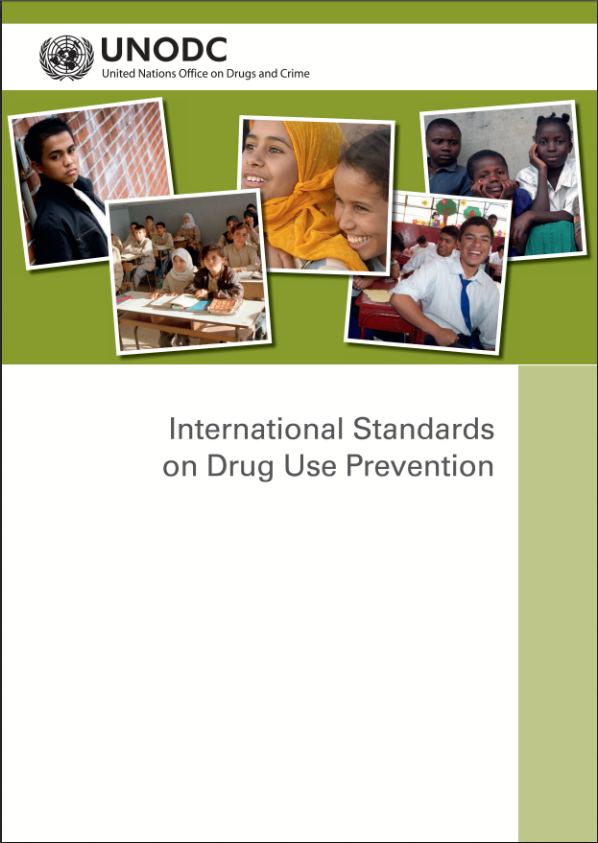 UNODC
United Nations Office on Drugs and Crime
International Standards
on Drug Use Prevention